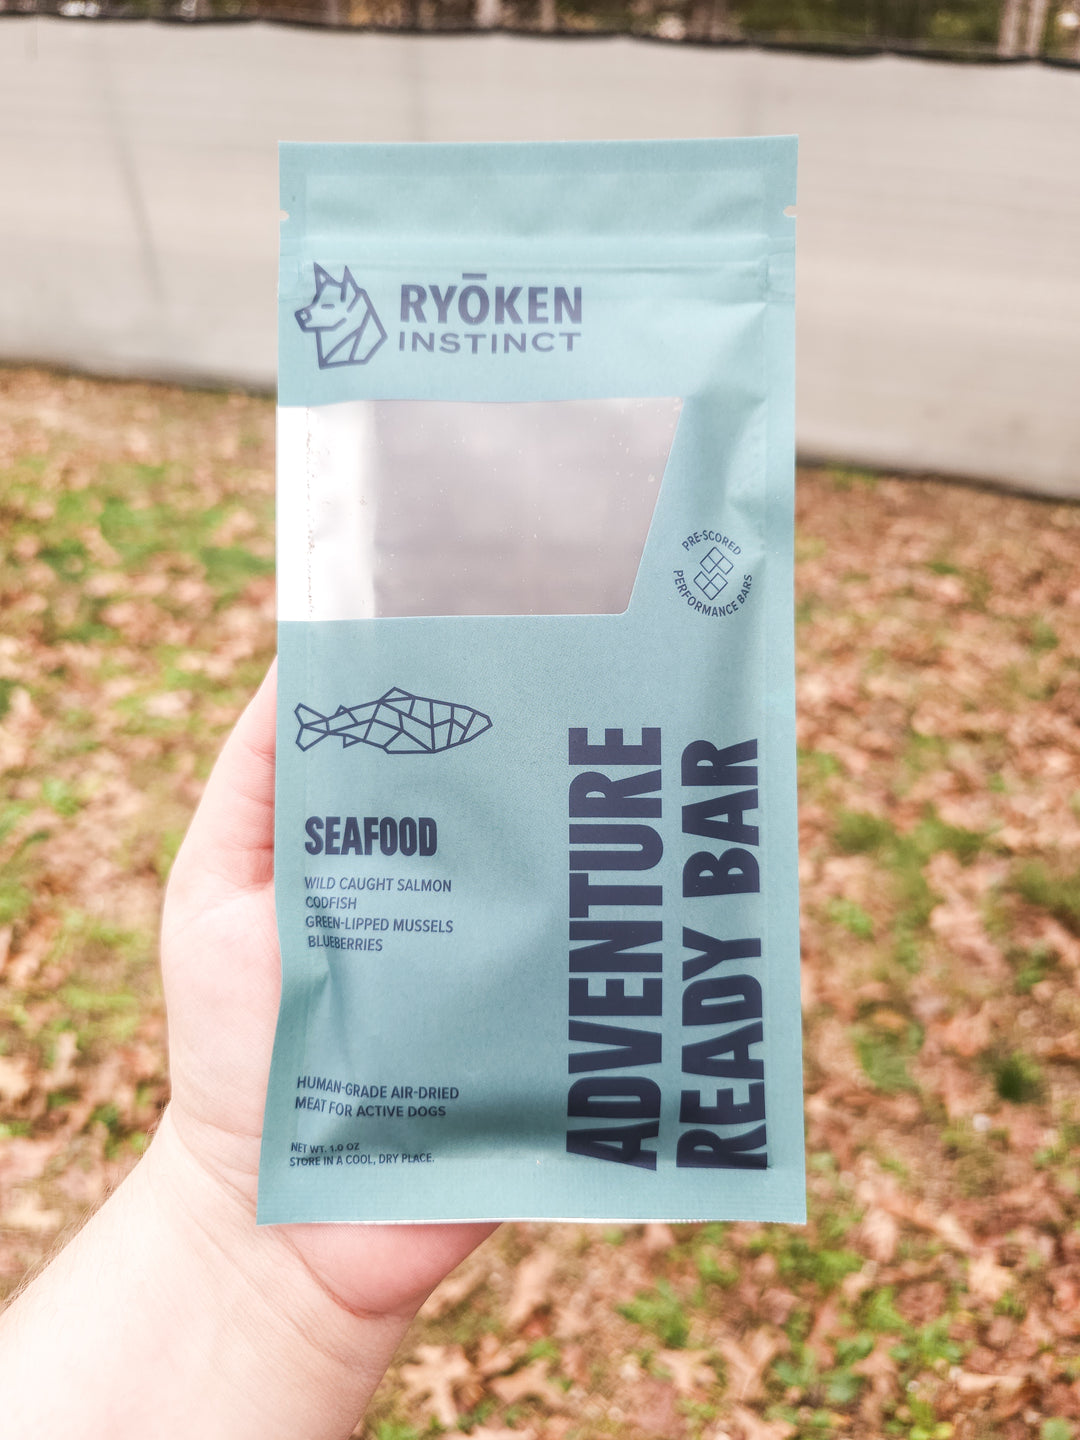 RYŌKEN
INSTINCT
PRE-SCORED
PERFORMANCE BARS
SEAFOOD
WILD CAUGHT SALMON
CODFISH
GREEN-LIPPED MUSSELS
BLUEBERRIES
ADVENTURE
READY BAR
HUMAN-GRADE AIR-DRIED
MEAT FOR ACTIVE DOGS
NET WT. 1.0 OZ
STORE IN A COOL, DRY PLACE.